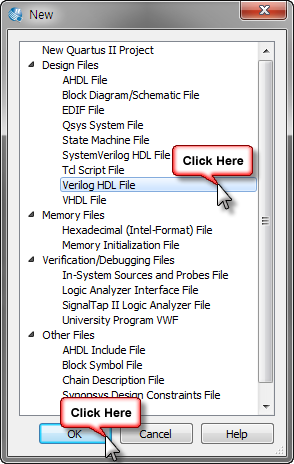 New
New Quartus II Project
Design Files
AHDL File
Block Diagram/Schematic File
EDIF File
Qsys System File
State Machine File
SystemVerilog HDL File
Click Here
Tcl Script File
Verilog HDL File
VHDL File
Memory Files
Hexadecimal (Intel-Format) File
Memory Initialization File
Verification/Debugging Files
In-System Sources and Probes File
Logic Analyzer Interface File
SignalTap II Logic Analyzer File
University Program VWF
Other Files
AHDL Include File
Block Symbol File
Chain Description File
Synopsys Design Constraints File
Click Here
OK Cancel Help